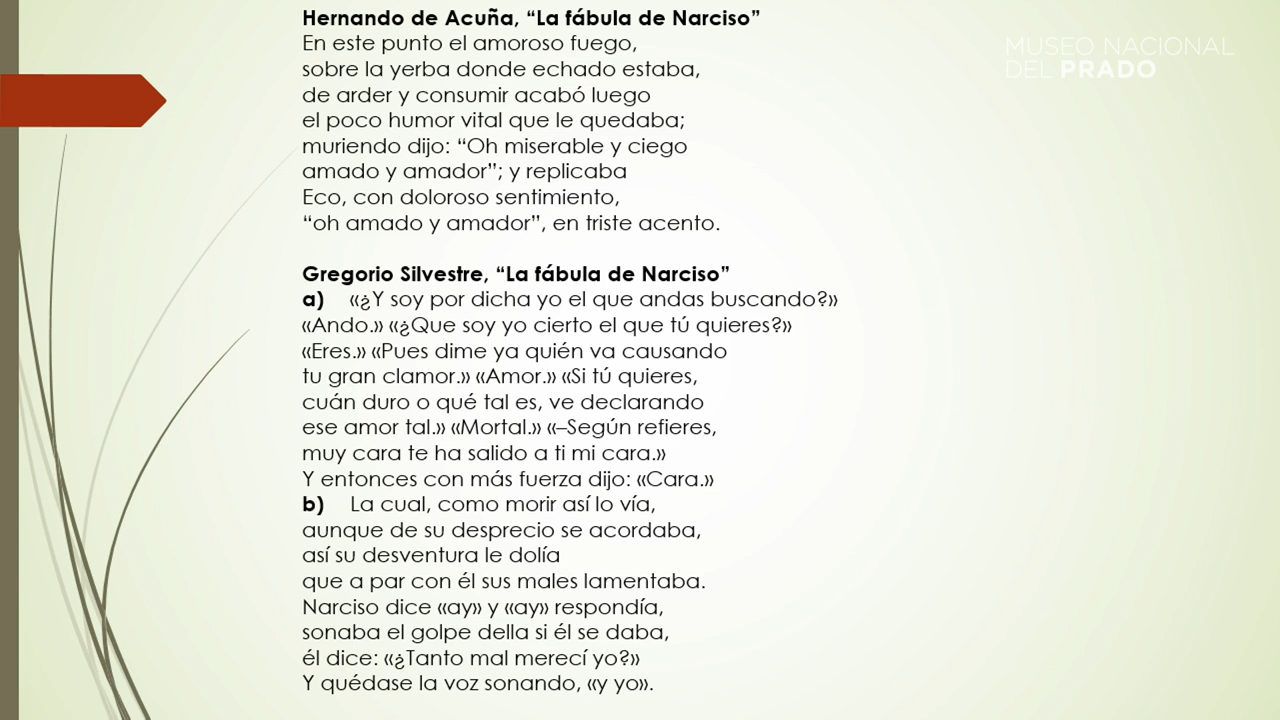 Hernando de Acuña, “La fábula de Narciso”
En este punto el amoroso fuego,
sobre la yerba donde echado estaba,
de arder y consumir acabó luego
el poco humor vital que le quedaba;
muriendo dijo: “Oh miserable y ciego
amado y amador”; y replicaba
Eco, con doloroso sentimiento,
“oh amado y amador”, en triste acento.
Gregorio Silvestre, “La fábula de Narciso”
a) «¿Y soy por dicha yo el que andas buscando?»
«Ando.» «¿Que soy yo cierto el que tú quieres?»
«Eres.» «Pues dime ya quién va causando
tu gran clamor.» «Amor.» «Si tú quieres,
cuán duro o qué tal es, ve declarando
ese amor tal.» «Mortal.» «–Según refieres,
muy cara te ha salido a ti mi cara.»
Y entonces con más fuerza dijo: «Cara.»
b) La cual, como morir así lo vía,
aunque de su desprecio se acordaba,
así su desventura le dolía
que a par con él sus males lamentaba.
Narciso dice «ay» y «ay» respondía,
sonaba el golpe della si él se daba,
él dice: «¿Tanto mal merecí yo?»
Y quédase la voz sonando, «y yo».
MUSEO NACIONAL
DEL PRADO